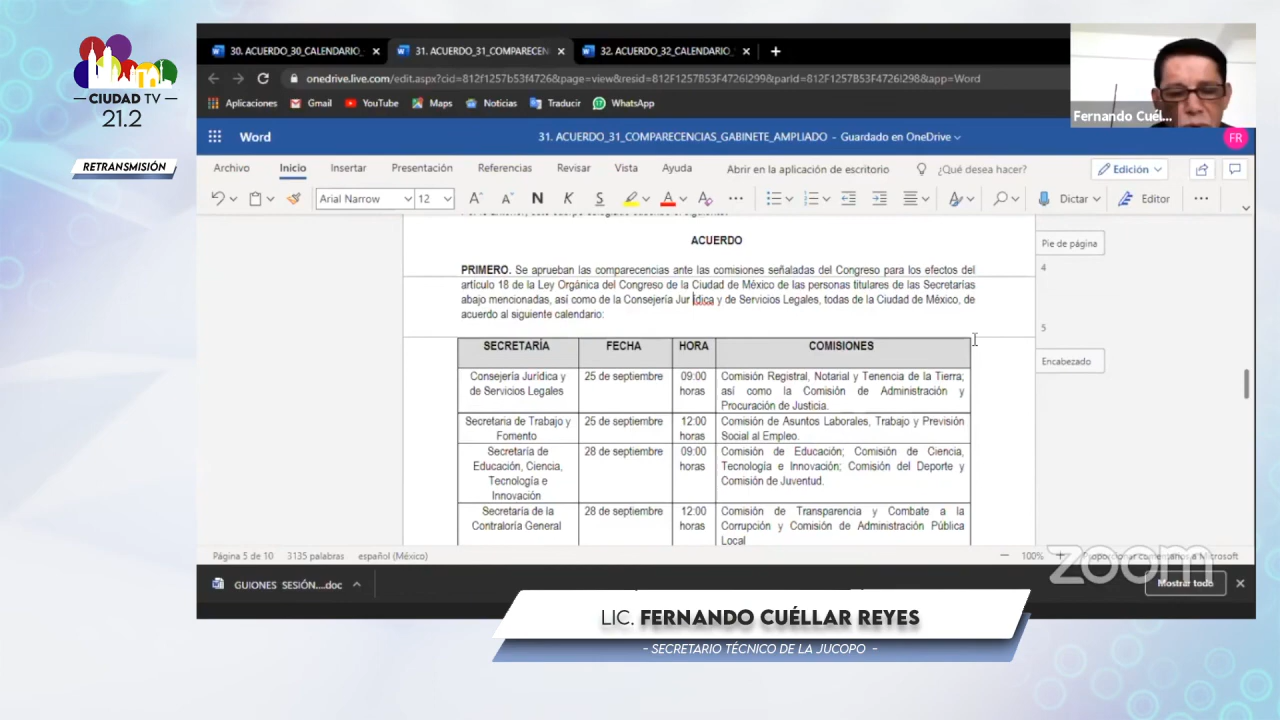 CIUDAD TV
21.2
RETRANSMISIÓN
30. ACUERDO_30_CALENDARIO_
31. ACUERDO_31_COMPARECEN
32. ACUERDO_32_CALENDARIO_
onedrive.live.com/edit.aspx?cid=812f1257b53f4726&page=view&resid=812F1257B53F4726!299&parId=812F1257B53F4726!298&app=Word
Aplicaciones Gmail YouTube Maps Noticias Traducir WhatsApp
Fernando Cuél...
Word
31. ACUERDO_31_COMPARECENCIAS_GABINETE_AMPLIADO - Guardado en OneDrive
FR
Archivo Inicio Insertar Presentación Referencias Revisar Vista Ayuda Abrir en la aplicación de escritorio ¿Qué desea hacer? Edición
Arial Narrow 12 N K S Dictar Editor
ACUERDO
Pie de página
4
PRIMERO. Se aprueban las comparecencias ante las comisiones señaladas del Congreso para los efectos del
artículo 18 de la Ley Orgánica del Congreso de la Ciudad de México de las personas titulares de las Secretarías
abajo mencionadas, así como de la Consejería Jur ídica y de Servicios Legales, todas de la Ciudad de México, de
acuerdo al siguiente calendario:
5
Encabezado
SECRETARÍA FECHA HORA COMISIONES
Consejería Jurídica y 25 de septiembre 09:00 Comisión Registral, Notarial y Tenencia de la Tierra;
de Servicios Legales horas así como la Comisión de Administración y
Procuración de Justicia.
Secretaria de Trabajo y 25 de septiembre 12:00 Comisión de Asuntos Laborales, Trabajo y Previsión
Fomento horas Social al Empleo.
Secretaría de 28 de septiembre 09:00 Comisión de Educación; Comisión de Ciencia,
Educación, Ciencia, horas Tecnología e Innovación; Comisión del Deporte y
Tecnología e Comisión de Juventud.
Innovación
Secretaría de la 28 de septiembre 12:00 Comisión de Transparencia y Combate a la
Contraloría General horas Corrupción y Comisión de Administración Pública
Local
Página 5 de 10 3135 palabras español (México) 100% Proporcionar comentarios a Microsoft
zoom
GUIONES SESIÓN....doc
Mostrar todo
LIC. FERNANDO CUÉLLAR REYES
- SECRETARIO TÉCNICO DE LA JUCOPO -